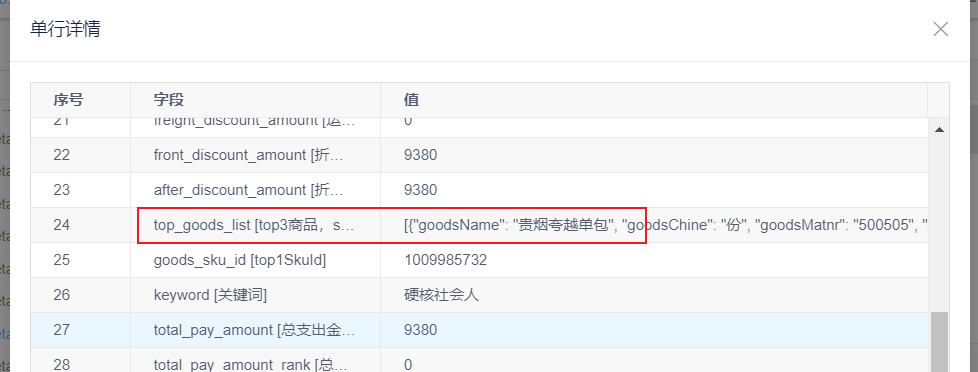 单行详情
序号 字段 值
21 freight_discount_amount [运... 0
22 front_discount_amount [折... 9380
23 after_discount_amount [折... 9380
24 top_goods_list [top3商品，s... [{"goodsName": "贵烟夸越单包", "goodsChine": "份", "goodsMatnr": "500505", "
25 goods_sku_id [top1SkuId] 1009985732
26 keyword [关键词] 硬核社会人
27 total_pay_amount [总支出金... 9380
28 total_pay_amount_rank [总... 0